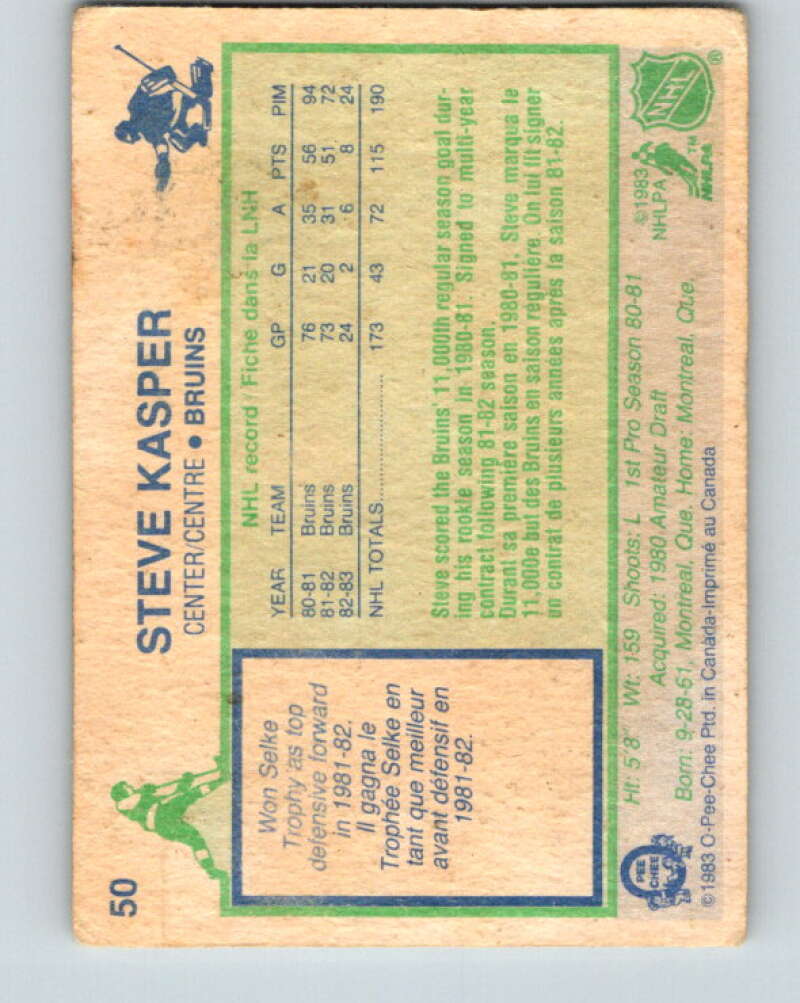 50
STEVE KASPER
CENTER/CENTRE • BRUINS
Won Selke
Trophy as top
defensive forward
in 1981-82.
Il gagna le
Trophée Selke en
tant que meilleur
avant défensif en
1981-82.
NHL record / Fiche dans la LNH
YEAR TEAM GP G A PTS PIM
80-81 Bruins 76 21 35 56 94
81-82 Bruins 73 20 31 51 72
82-83 Bruins 24 2 6 8 24
NHL TOTALS 173 43 72 115 190
Steve scored the Bruins' 11,000th regular season goal dur-
ing his rookie season in 1980-81. Signed to multi-year
contract following 81-82 season.
Durant sa première saison en 1980-81. Steve marqua le
11,000e but des Bruins en saison régulière. On lui fit signer
un contrat de plusieurs années après la saison 81-82.
Ht: 5'8" Wt: 159 Shoots: L 1st Pro Season 80-81
Acquired: 1980 Amateur Draft
Born: 9-28-61, Montreal, Que. Home: Montreal, Que.
©1983 O-Pee-Chee Ptd. in Canada-Imprimé au Canada
PEE
CHEE
©1983
NHLPA
NHLPA
TM
NHL
®